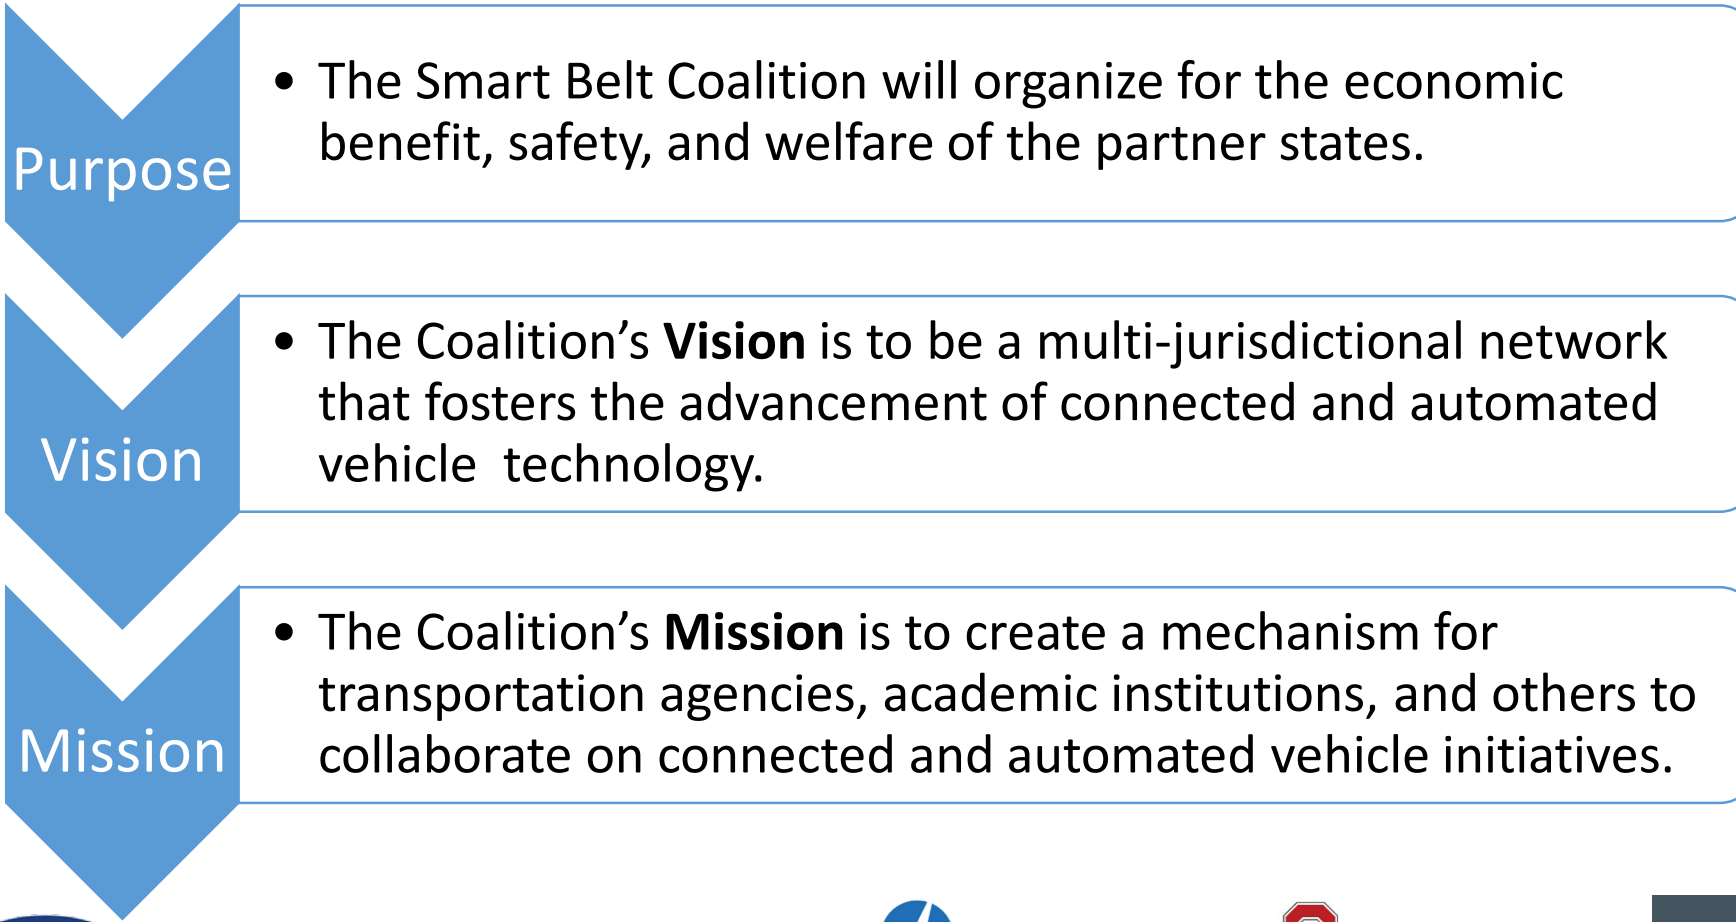 Purpose
• The Smart Belt Coalition will organize for the economic
benefit, safety, and welfare of the partner states.
Vision
• The Coalition’s Vision is to be a multi-jurisdictional network
that fosters the advancement of connected and automated
vehicle  technology.
Mission
• The Coalition’s Mission is to create a mechanism for
transportation agencies, academic institutions, and others to
collaborate on connected and automated vehicle initiatives.